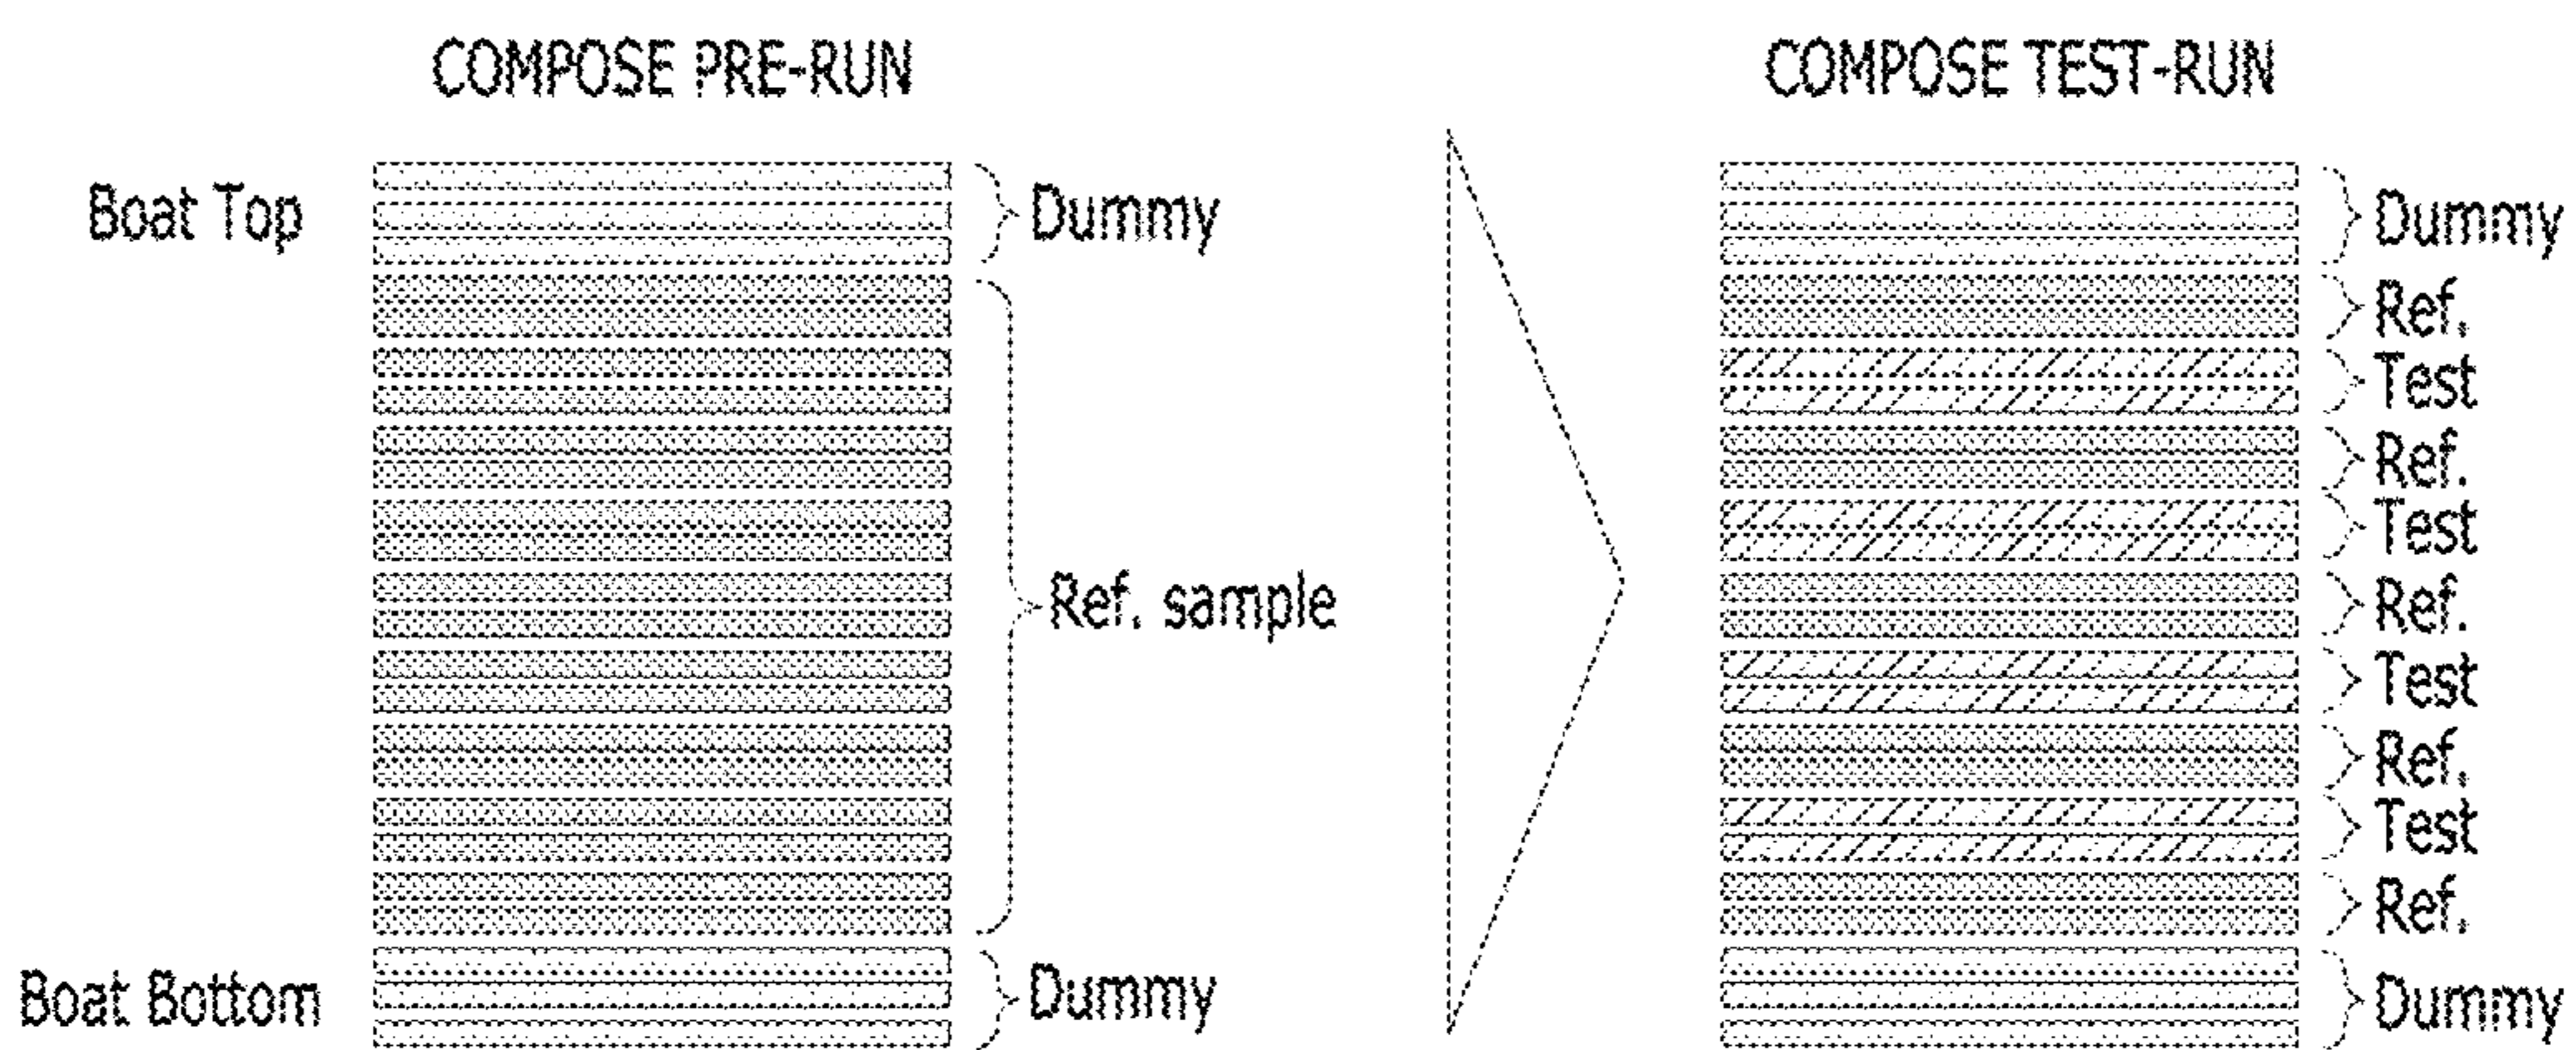 COMPOSE PRE-RUN
Boat Top
Dummy
Ref. sample
Boat Bottom
Dummy
COMPOSE TEST-RUN
Dummy
Ref.
Test
Ref.
Test
Ref.
Test
Ref.
Test
Ref.
Dummy